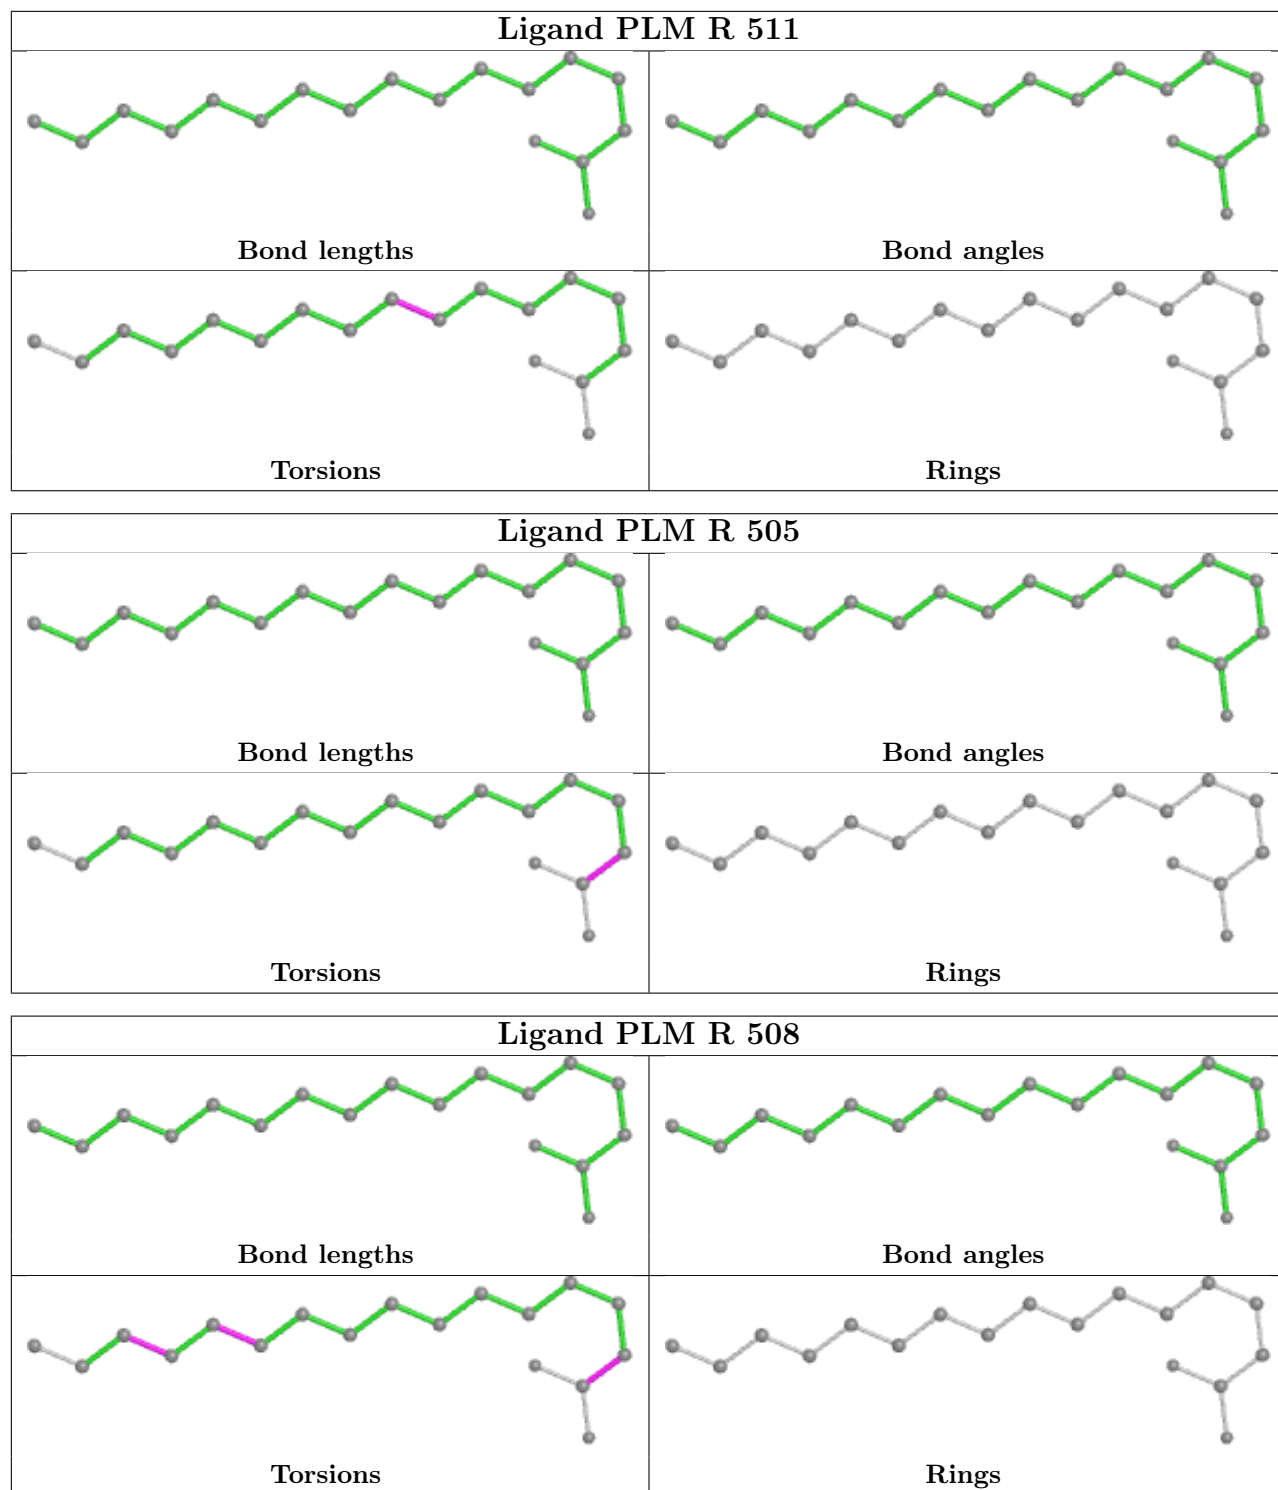 Ligand PLM R 511
Bond lengths
Bond angles
Torsions
Rings
Ligand PLM R 505
Bond lengths
Bond angles
Torsions
Rings
Ligand PLM R 508
Bond lengths
Bond angles
Torsions
Rings